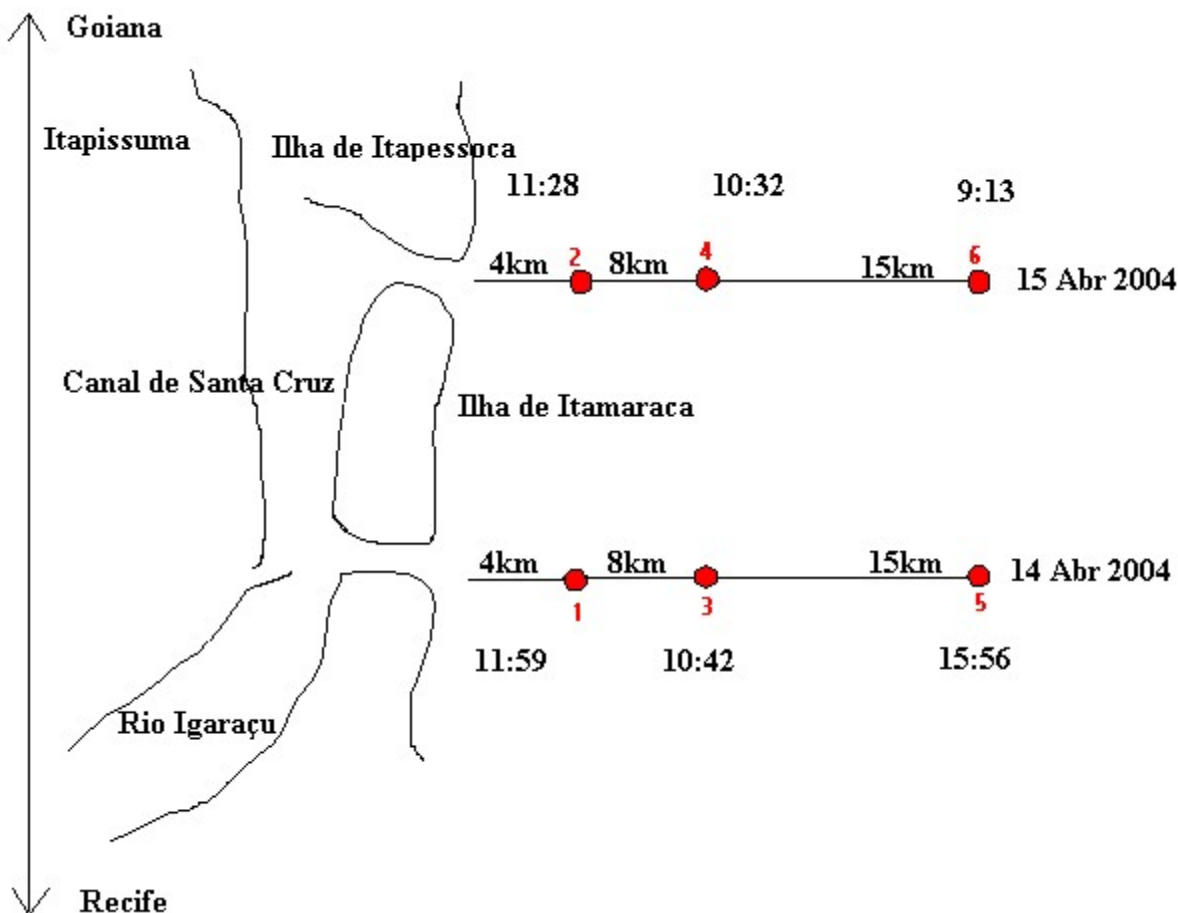 Goiana
Itapissuma
Ilha de Itapessoca
11:28
10:32
9:13
4km
2
8km
4
15km
6
15 Abr 2004
Canal de Santa Cruz
Ilha de Itamaraca
4km
8km
15km
14 Abr 2004
1
3
5
11:59
10:42
15:56
Rio Igaraçu
Recife